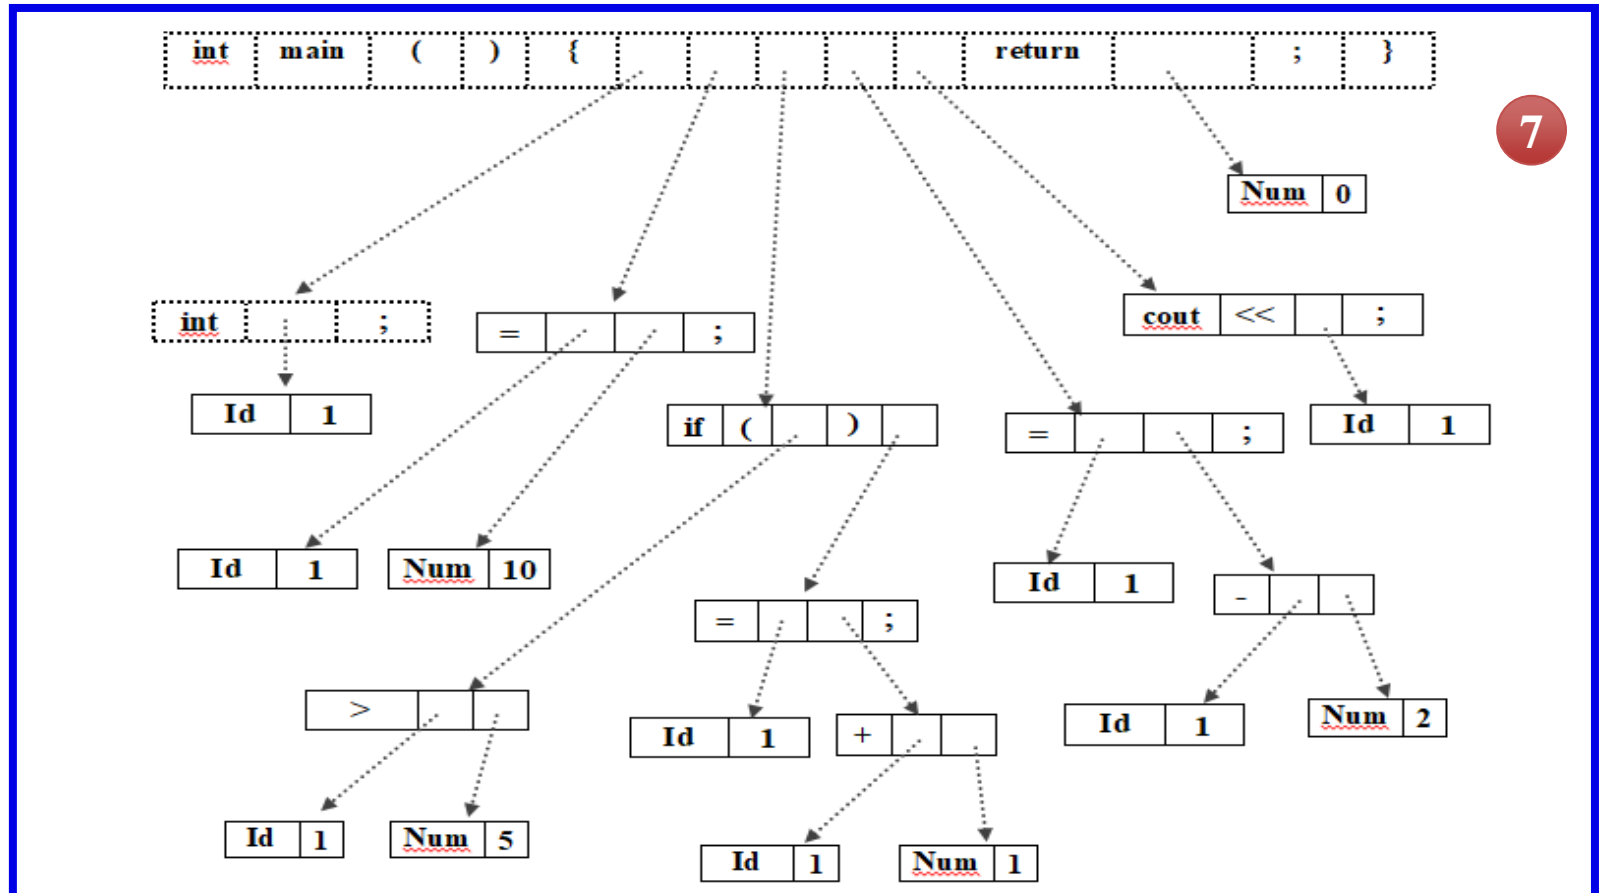 int main ( ) { return ; }
7
Num 0
int ;
= ;
cout << ;
Id 1
if ( )
= ;
Id 1
Id 1
Num 10
Id 1
- 
= ;
> 
Id 1
+ 
Id 1
Num 2
Id 1
Num 5
Id 1
Num 1